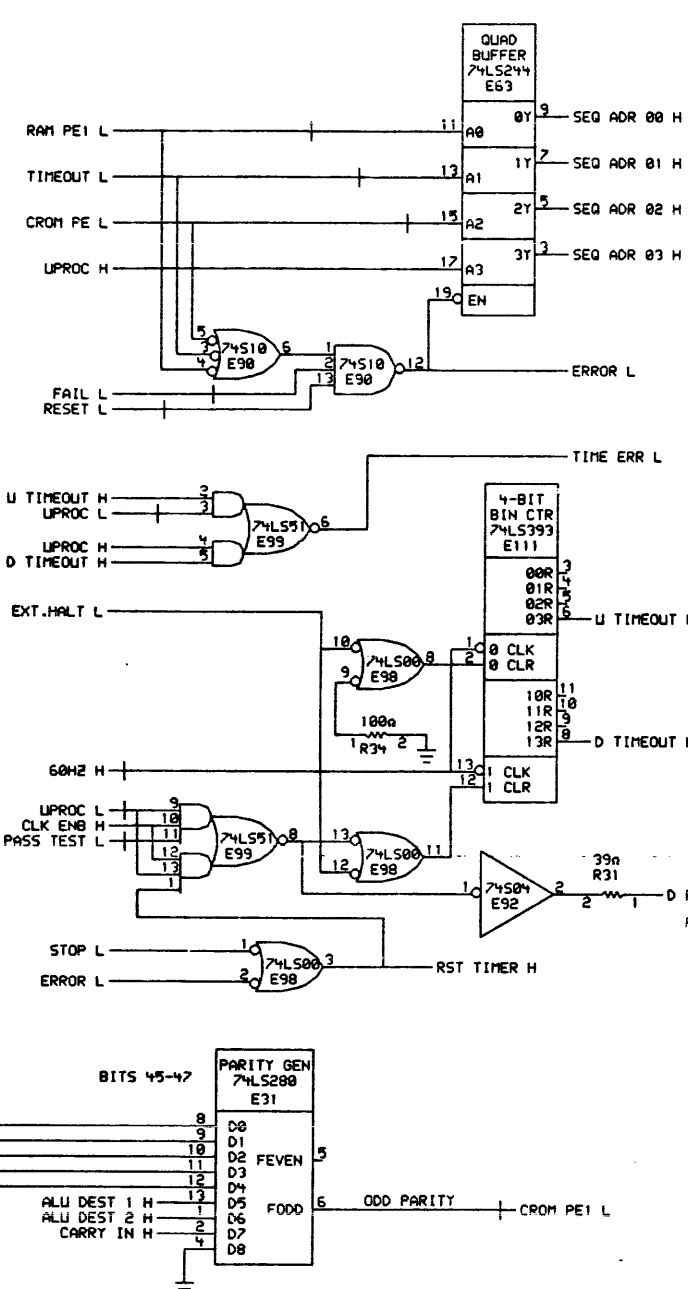 QUAD
BUFFER
74LS244
E63
RAM PE1 L
11 A0
0Y 9
SEQ ADR 00 H
TIMEOUT L
13 A1
1Y 7
SEQ ADR 01 H
CROM PE L
15 A2
2Y 5
SEQ ADR 02 H
UPROC H
17 A3
3Y 3
SEQ ADR 03 H
19 EN
5
3
4
74S10
E90
6
1
2
13
74S10
E90
12
ERROR L
FAIL L
RESET L
TIME ERR L
U TIMEOUT H
2
UPROC L
3
UPROC H
4
D TIMEOUT H
5
74LS51
E99
6
4-BIT
BIN CTR
74LS393
E111
00R 3
01R 4
02R 5
03R 6
U TIMEOUT
EXT.HALT L
10
9
74LS00
E98
8
1 0 CLK
2 0 CLR
10R 11
11R 10
12R 9
13R 8
D TIMEOUT
100Ω
1 R34 2
60HZ H
13 1 CLK
12 1 CLR
UPROC L
9
CLK ENB H
10
PASS TEST L
11
12
13
1
74LS51
E99
8
13
12
74LS00
E98
11
1
74S04
E92
2
39Ω
R31
2 1
D
STOP L
1
ERROR L
2
74LS00
E98
3
RST TIMER H
BITS 45-47
PARITY GEN
74LS280
E31
8 D0
9 D1
10 D2
FEVEN 5
11 D3
12 D4
ALU DEST 1 H 13 D5
FODD 6
ODD PARITY
CROM PE1 L
ALU DEST 2 H 1 D6
CARRY IN H 2 D7
4 D8